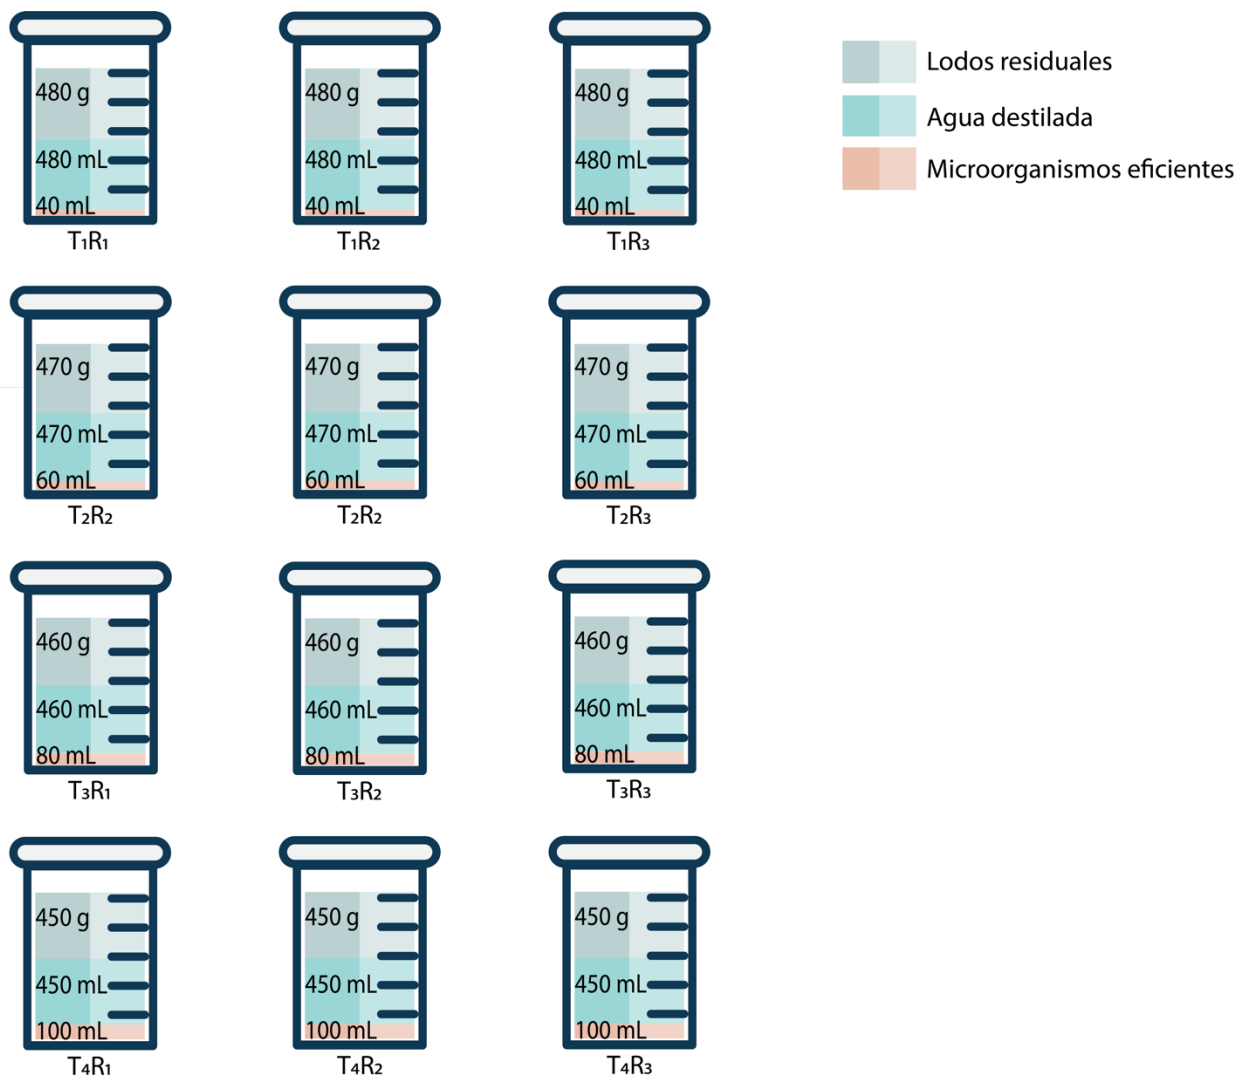 480 g
480 mL
40 mL
T₁R₁
480 g
480 mL
40 mL
T₁R₂
480 g
480 mL
40 mL
T₁R₃
Lodos residuales
Agua destilada
Microorganismos eficientes
470 g
470 mL
60 mL
T₂R₂
470 g
470 mL
60 mL
T₂R₂
470 g
470 mL
60 mL
T₂R₃
460 g
460 mL
80 mL
T₃R₁
460 g
460 mL
80 mL
T₃R₂
460 g
460 mL
80 mL
T₃R₃
450 g
450 mL
100 mL
T₄R₁
450 g
450 mL
100 mL
T₄R₂
450 g
450 mL
100 mL
T₄R₃